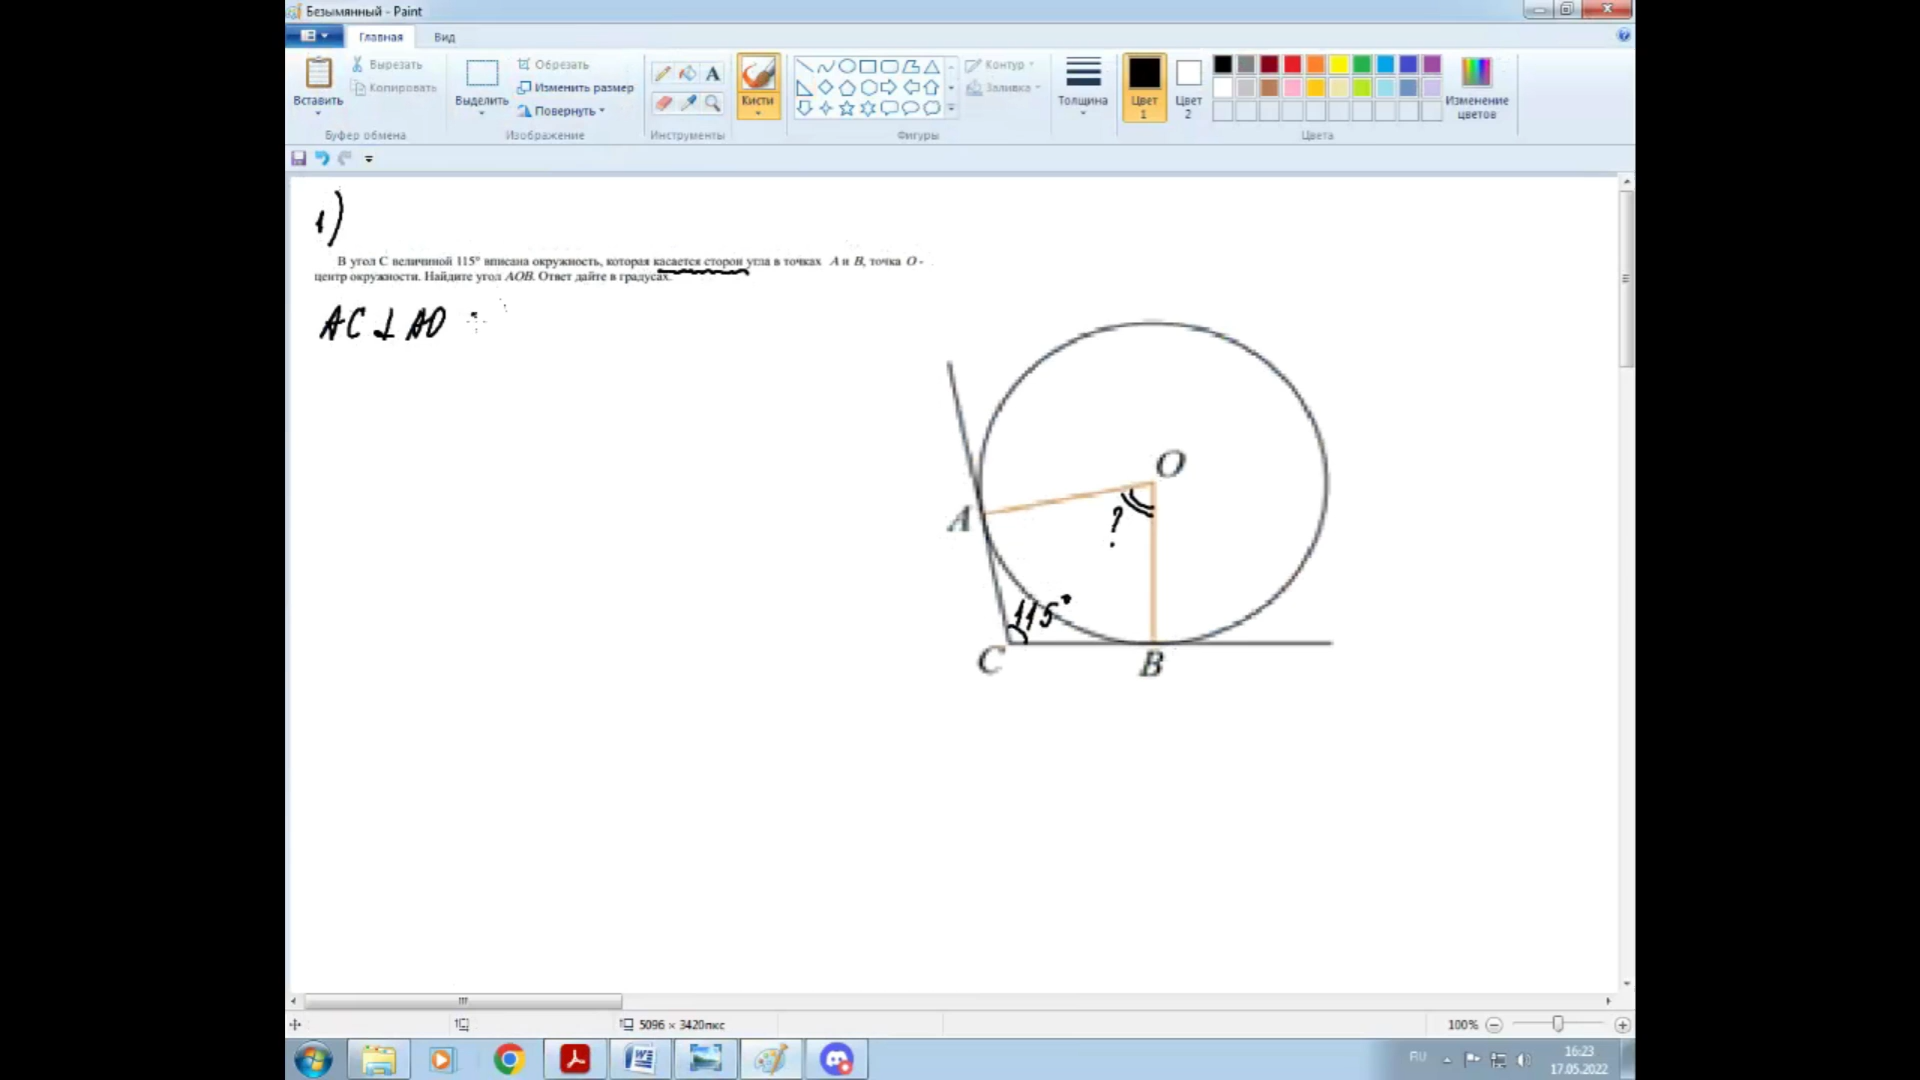 Безымянный - Paint
Главная Вид
Вставить
Вырезать
Копировать
Буфер обмена
Выделить
Обрезать
Изменить размер
Повернуть
Изображение
A
Инструменты
Кисти
Фигуры
Контур
Заливка
Толщина
Цвет 1
Цвет 2
Изменение цветов
Цвета
1)
В угол С величиной 115° вписана окружность, которая касается сторон угла в точках A и B, точка O -
центр окружности. Найдите угол AOB. Ответ дайте в градусах.
AC ⊥ AO
O
A
?
115°
C
B
5096 × 3420пкс
100%
RU
16:23
17.05.2022